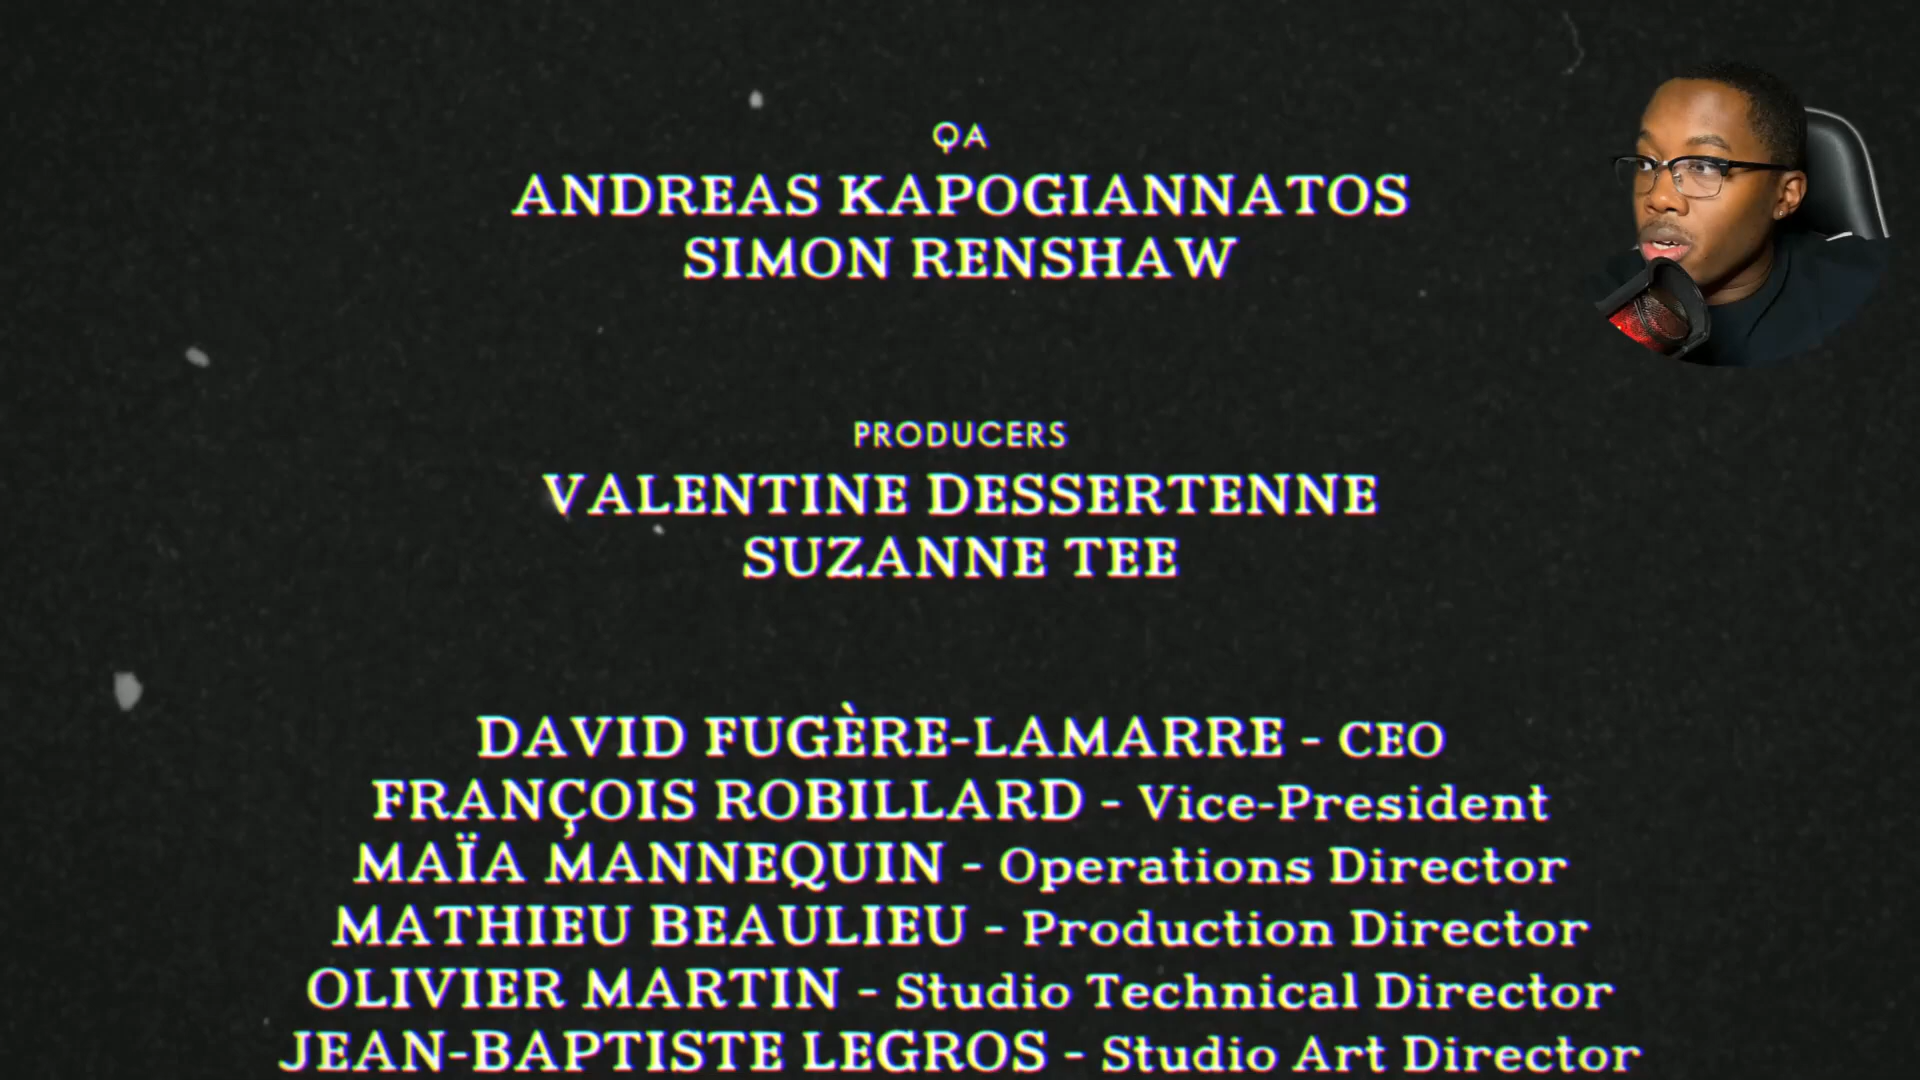 QA
ANDREAS KAPOGIANNATOS
SIMON RENSHAW
PRODUCERS
VALENTINE DESSERTENNE
SUZANNE TEE
DAVID FUGÈRE-LAMARRE - CEO
FRANÇOIS ROBILLARD - Vice-President
MAÏA MANNEQUIN - Operations Director
MATHIEU BEAULIEU - Production Director
OLIVIER MARTIN - Studio Technical Director
JEAN-BAPTISTE LEGROS - Studio Art Director